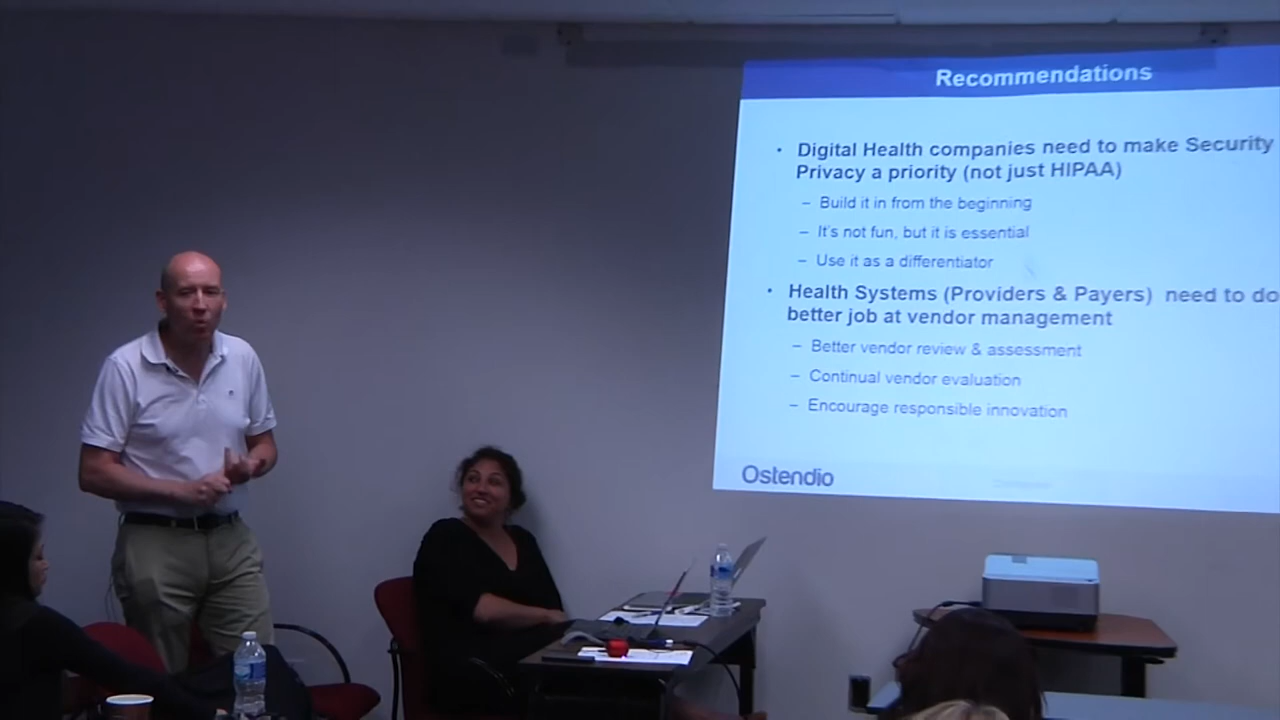 Recommendations
• Digital Health companies need to make Security
Privacy a priority (not just HIPAA)
– Build it in from the beginning
– It's not fun, but it is essential
– Use it as a differentiator
• Health Systems (Providers & Payers) need to do
better job at vendor management
– Better vendor review & assessment
– Continual vendor evaluation
– Encourage responsible innovation
Ostendio